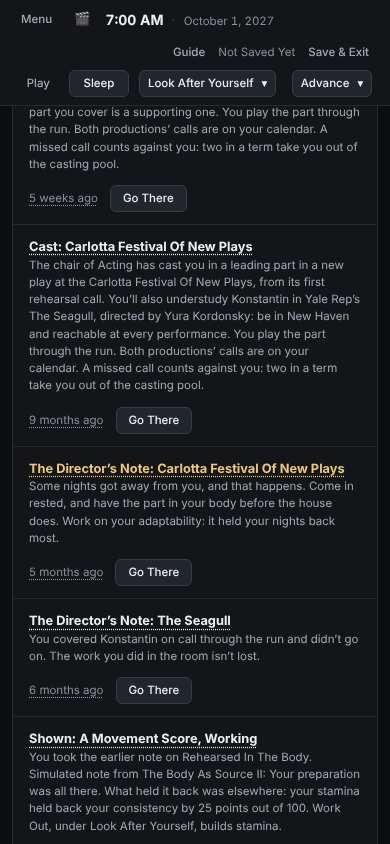 Menu 🎬 7:00 AM · October 1, 2027
Guide Not Saved Yet Save & Exit
Play Sleep Look After Yourself ▾ Advance ▾
part you cover is a supporting one. You play the part through
the run. Both productions’ calls are on your calendar. A
missed call counts against you: two in a term take you out of
the casting pool.
5 weeks ago Go There
Cast: Carlotta Festival Of New Plays
The chair of Acting has cast you in a leading part in a new
play at the Carlotta Festival Of New Plays, from its first
rehearsal call. You’ll also understudy Konstantin in Yale Rep’s
The Seagull, directed by Yura Kordonsky: be in New Haven
and reachable at every performance. You play the part
through the run. Both productions’ calls are on your
calendar. A missed call counts against you: two in a term
take you out of the casting pool.
9 months ago Go There
The Director’s Note: Carlotta Festival Of New Plays
Some nights got away from you, and that happens. Come in
rested, and have the part in your body before the house
does. Work on your adaptability: it held your nights back
most.
5 months ago Go There
The Director’s Note: The Seagull
You covered Konstantin on call through the run and didn’t go
on. The work you did in the room isn’t lost.
6 months ago Go There
Shown: A Movement Score, Working
You took the earlier note on Rehearsed In The Body.
Simulated note from The Body As Source II: Your preparation
was all there. What held it back was elsewhere: your stamina
held back your consistency by 25 points out of 100. Work
Out, under Look After Yourself, builds stamina.